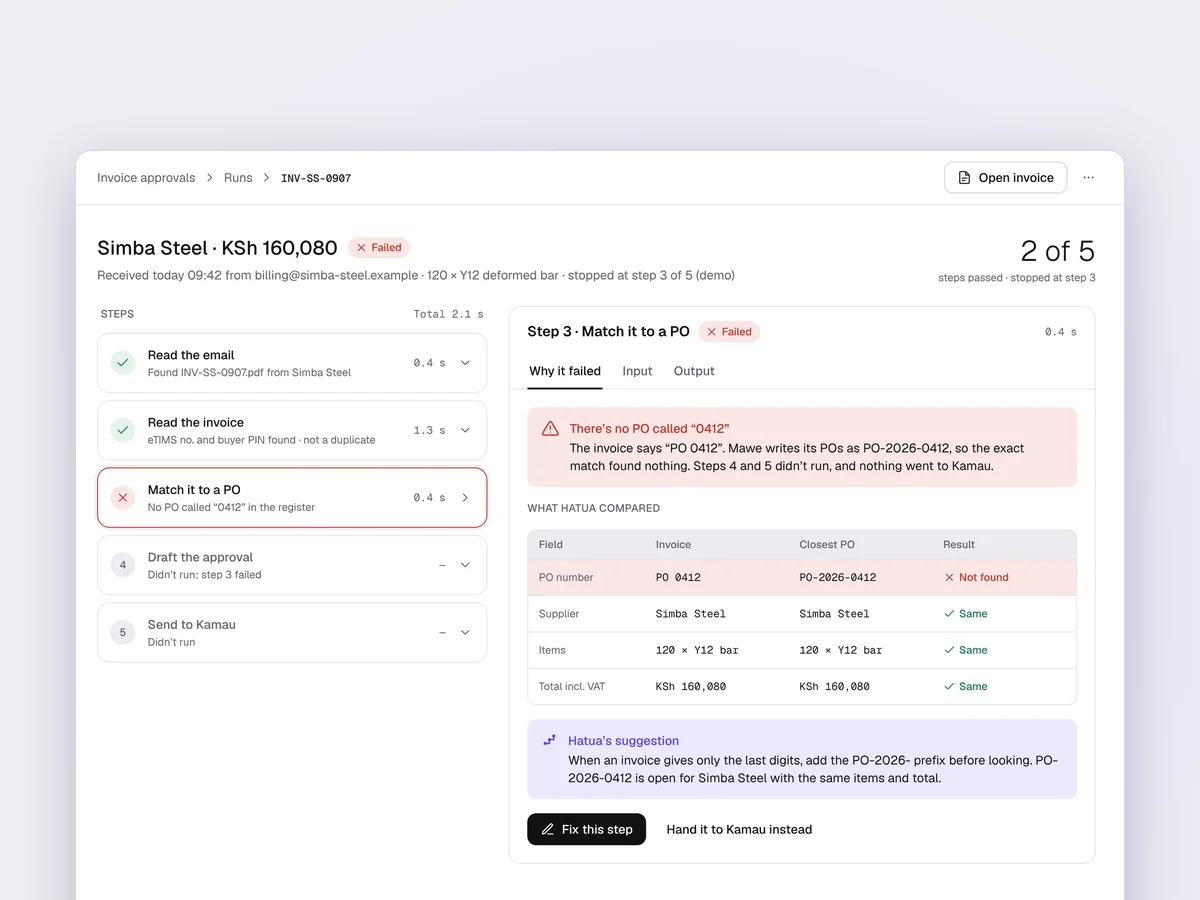 Invoice approvals > Runs > INV-SS-0907
Open invoice
Simba Steel · KSh 160,080
Failed
Received today 09:42 from billing@simba-steel.example · 120 × Y12 deformed bar · stopped at step 3 of 5 (demo)
2 of 5
steps passed · stopped at step 3
STEPS
Total 2.1 s
Read the email
Found INV-SS-0907.pdf from Simba Steel
0.4 s
Read the invoice
eTIMS no. and buyer PIN found · not a duplicate
1.3 s
Match it to a PO
No PO called “0412” in the register
0.4 s
4
Draft the approval
Didn’t run: step 3 failed
–
5
Send to Kamau
Didn’t run
–
Step 3 · Match it to a PO
Failed
0.4 s
Why it failed
Input
Output
There’s no PO called “0412”
The invoice says “PO 0412”. Mawe writes its POs as PO-2026-0412, so the exact
match found nothing. Steps 4 and 5 didn’t run, and nothing went to Kamau.
WHAT HATUA COMPARED
Field Invoice Closest PO Result
PO number PO 0412 PO-2026-0412 Not found
Supplier Simba Steel Simba Steel Same
Items 120 × Y12 bar 120 × Y12 bar Same
Total incl. VAT KSh 160,080 KSh 160,080 Same
Hatua’s suggestion
When an invoice gives only the last digits, add the PO-2026- prefix before looking. PO-
2026-0412 is open for Simba Steel with the same items and total.
Fix this step
Hand it to Kamau instead